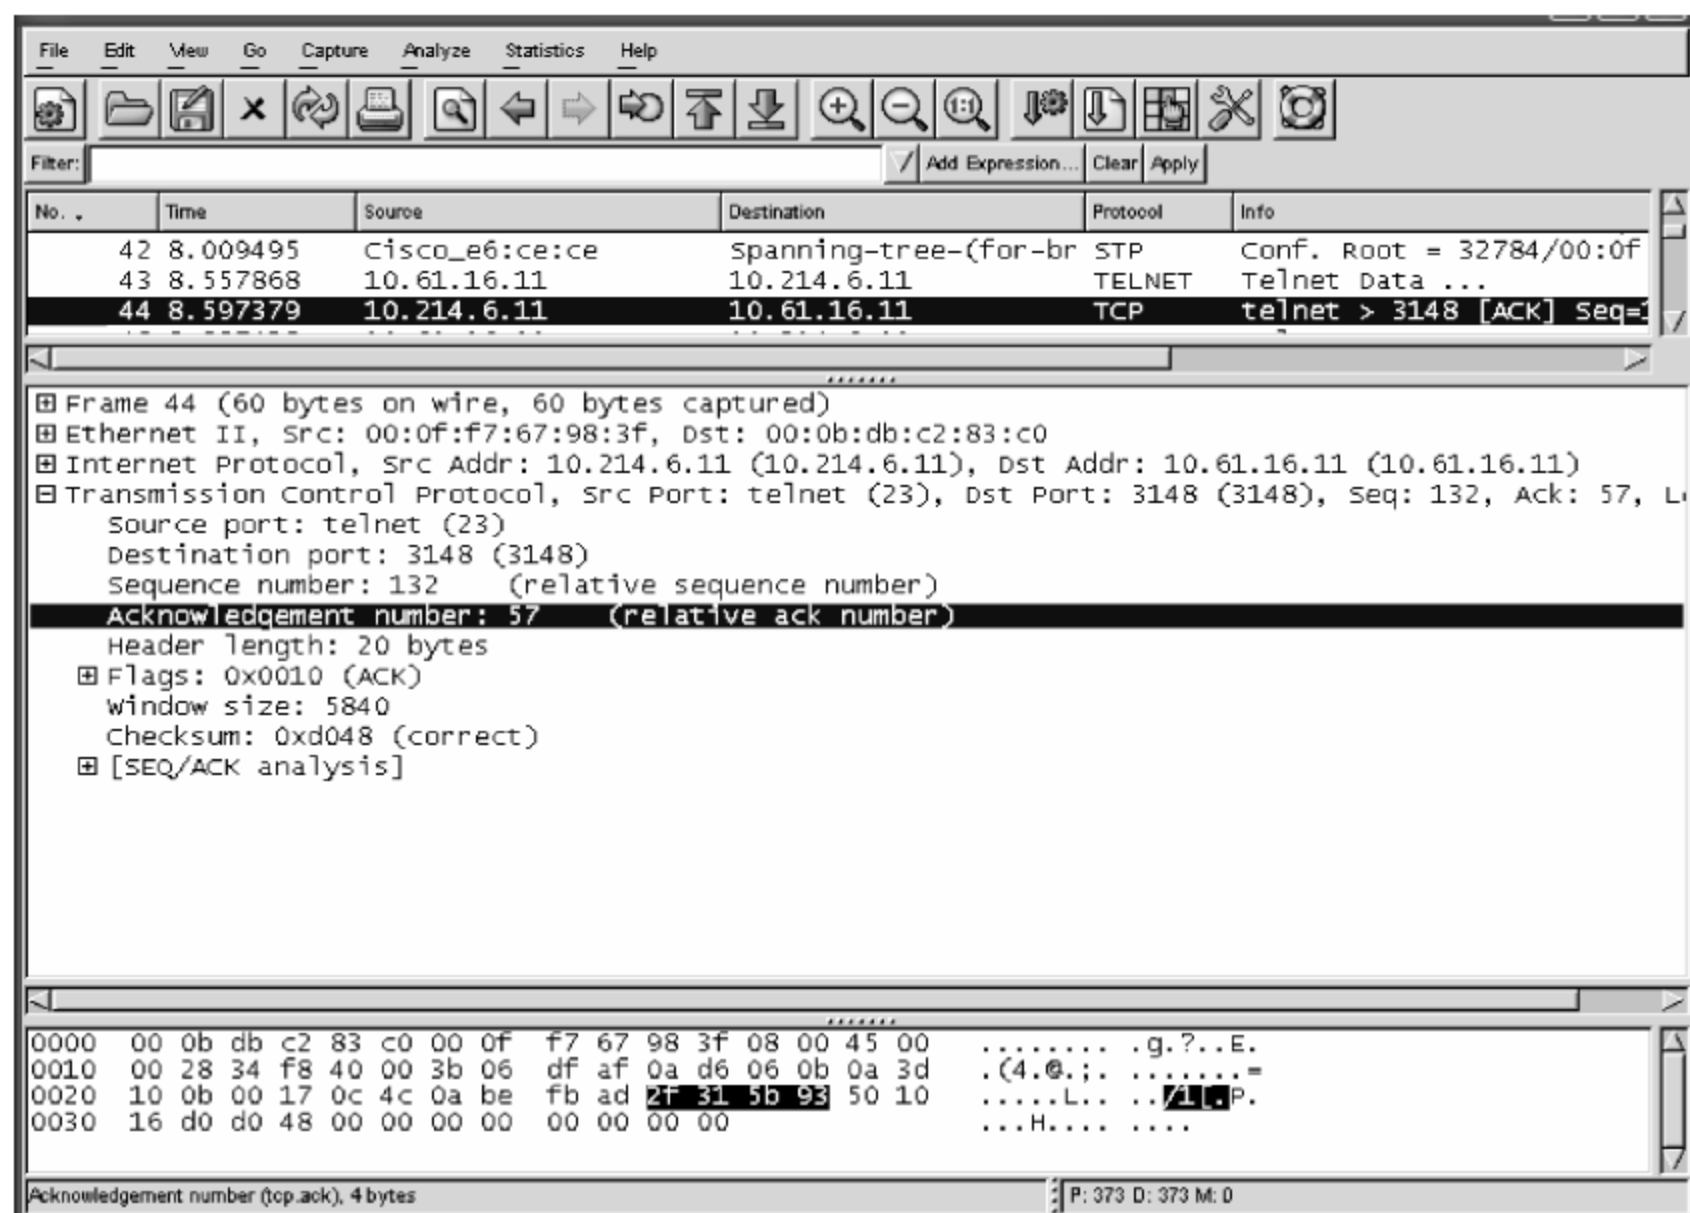 File Edit View Go Capture Analyze Statistics Help
Filter: Add Expression... Clear Apply
No. . Time Source Destination Protocol Info
42 8.009495 Cisco_e6:ce:ce Spanning-tree-(for-br STP Conf. Root = 32784/00:0f
43 8.557868 10.61.16.11 10.214.6.11 TELNET Telnet Data ...
44 8.597379 10.214.6.11 10.61.16.11 TCP telnet > 3148 [ACK] Seq=1
Frame 44 (60 bytes on wire, 60 bytes captured)
Ethernet II, Src: 00:0f:f7:67:98:3f, Dst: 00:0b:db:c2:83:c0
Internet Protocol, Src Addr: 10.214.6.11 (10.214.6.11), Dst Addr: 10.61.16.11 (10.61.16.11)
Transmission Control Protocol, Src Port: telnet (23), Dst Port: 3148 (3148), Seq: 132, Ack: 57,
Source port: telnet (23)
Destination port: 3148 (3148)
Sequence number: 132 (relative sequence number)
Acknowledgement number: 57 (relative ack number)
Header length: 20 bytes
Flags: 0x0010 (ACK)
Window size: 5840
Checksum: 0xd048 (correct)
[SEQ/ACK analysis]
0000 00 0b db c2 83 c0 00 0f f7 67 98 3f 08 00 45 00 ........ .g.?..E.
0010 00 28 34 f8 40 00 3b 06 df af 0a d6 06 0b 0a 3d .(4.@.;. .......=
0020 10 0b 00 17 0c 4c 0a be fb ad 2f 31 5b 93 50 10 .....L.. ../1[.P.
0030 16 d0 d0 48 00 00 00 00 00 00 00 00 ...H.... ....
Acknowledgement number (tcp.ack), 4 bytes P: 373 D: 373 M: 0